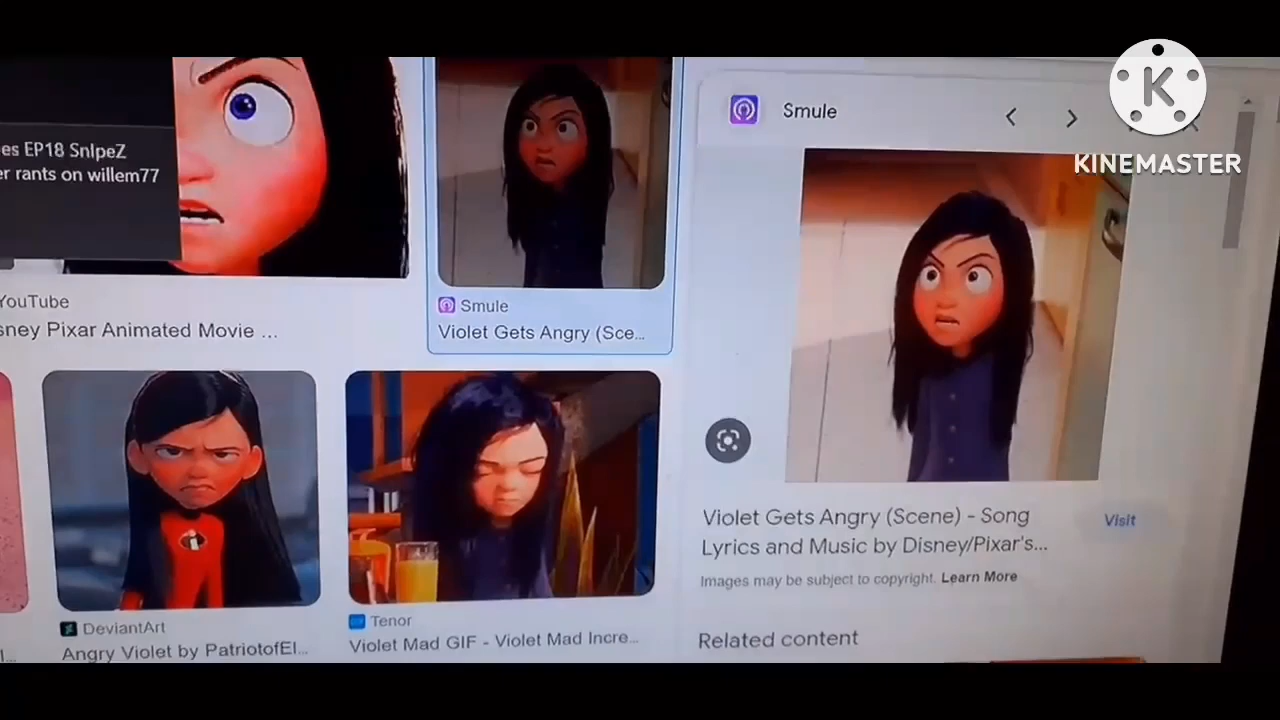 es EP18 SnIpeZ
er rants on willem77
YouTube
sney Pixar Animated Movie ...
Smule
Violet Gets Angry (Sce...
DeviantArt
Angry Violet by PatriotofEl...
Tenor
Violet Mad GIF - Violet Mad Incre...
Smule
K
KINEMASTER
Violet Gets Angry (Scene) - Song
Lyrics and Music by Disney/Pixar's...
Visit
Images may be subject to copyright. Learn More
Related content